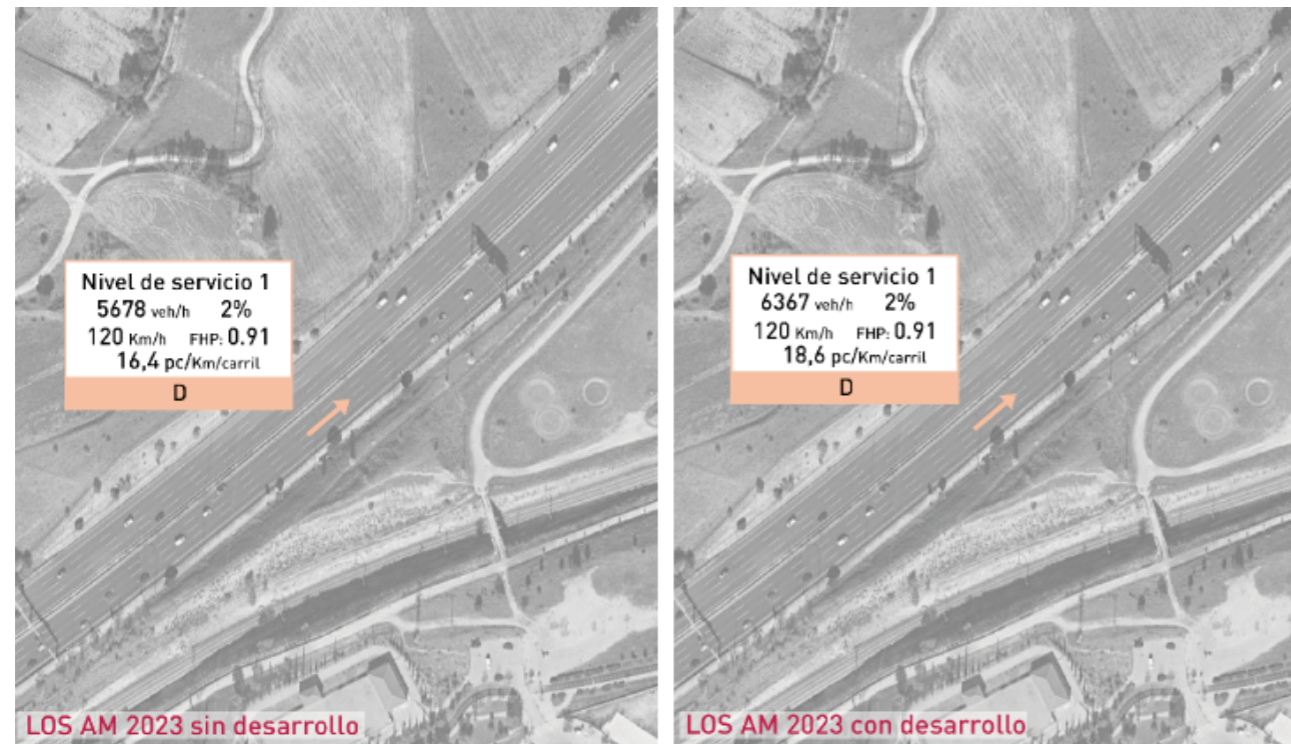 Nivel de servicio 1
5678 veh/h 2%
120 Km/h FHP: 0.91
16,4 pc/Km/carril
D
LOS AM 2023 sin desarrollo
Nivel de servicio 1
6367 veh/h 2%
120 Km/h FHP: 0.91
18,6 pc/Km/carril
D
LOS AM 2023 con desarrollo